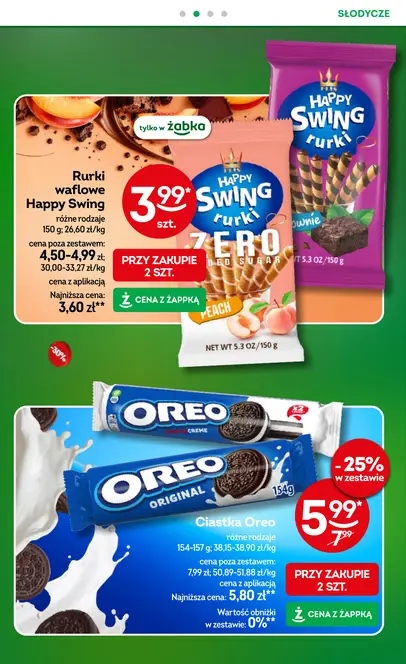 SŁODYCZE
tylko w żabka
Rurki
waflowe
Happy Swing
różne rodzaje
150 g; 26,60 zł/kg
cena poza zestawem:
4,50-4,99 zł;
30,00-33,27 zł/kg
cena z aplikacją
Najniższa cena:
3,60 zł**
3,99*
szt.
PRZY ZAKUPIE
2 SZT.
CENA Z ŻAPPKĄ
HAPPY
SWING
rurki
ownie
NET WT 5.3 OZ/150 g
HAPPY
SWING
rurki
ZERO
DED SUGAR
PEACH
NET WT 5.3 OZ/150 g
-30%
OREO
CREME
x2
OREO
ORIGINAL
154g
- 25%
w zestawie
5,99*
7,99
Ciastka Oreo
różne rodzaje
154-157 g; 38,15-38,90 zł/kg
cena poza zestawem:
7,99 zł; 50,89-51,88 zł/kg
cena z aplikacją
Najniższa cena: 5,80 zł**
Wartość obniżki
w zestawie: 0%**
PRZY ZAKUPIE
2 SZT.
CENA Z ŻAPPKĄ